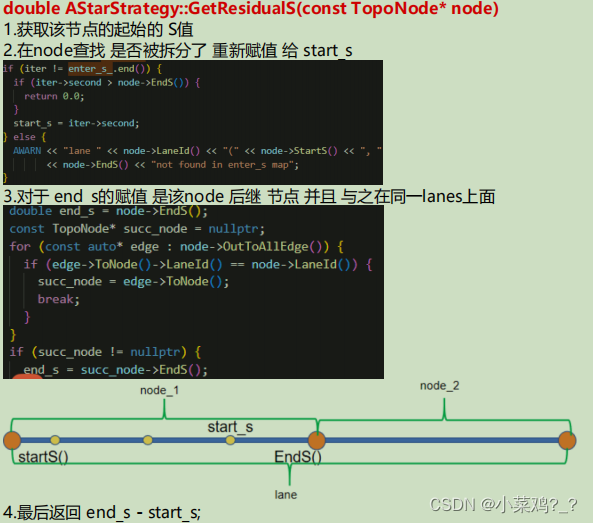 double AStarStrategy::GetResidualS(const TopoNode* node)
1.获取该节点的起始的 S值
2.在node查找 是否被拆分了 重新赋值 给 start_s
if (iter != enter_s_.end()) {
if (iter->second > node->EndS()) {
return 0.0;
}
start_s = iter->second;
} else {
AWARN << "lane " << node->LaneId() << "(" << node->StartS() << ", "
<< node->EndS() << "not found in enter_s map";
}
3.对于 end_s的赋值 是该node 后继 节点 并且 与之在同一lanes上面
double end_s = node->EndS();
const TopoNode* succ_node = nullptr;
for (const auto* edge : node->OutToAllEdge()) {
if (edge->ToNode()->LaneId() == node->LaneId()) {
succ_node = edge->ToNode();
break;
}
}
if (succ_node != nullptr) {
end_s = succ_node->EndS();
node_1
node_2
start_s
startS()
EndS()
lane
4.最后返回 end_s - start_s;
CSDN @小菜鸡?_?